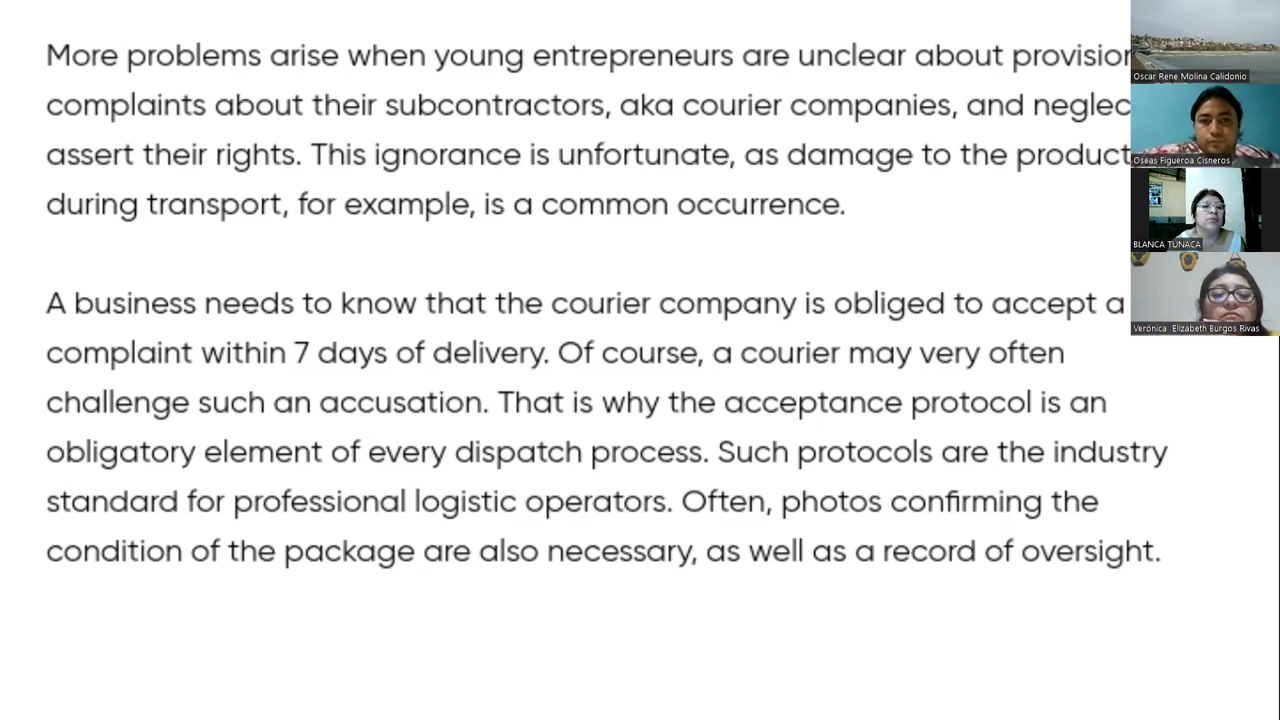 More problems arise when young entrepreneurs are unclear about
complaints about their subcontractors, aka courier companies, and
assert their rights. This ignorance is unfortunate, as damage to the product
during transport, for example, is a common occurrence.
A business needs to know that the courier company is obliged to accept a
complaint within 7 days of delivery. Of course, a courier may very often
challenge such an accusation. That is why the acceptance protocol is an
obligatory element of every dispatch process. Such protocols are the industry
standard for professional logistic operators. Often, photos confirming the
condition of the package are also necessary, as well as a record of oversight.
Oscar Rene Molina Calidonio
Oseas Figueroa Cisneros
BLANCA TUNACA
Verónica Elizabeth Burgos Rivas